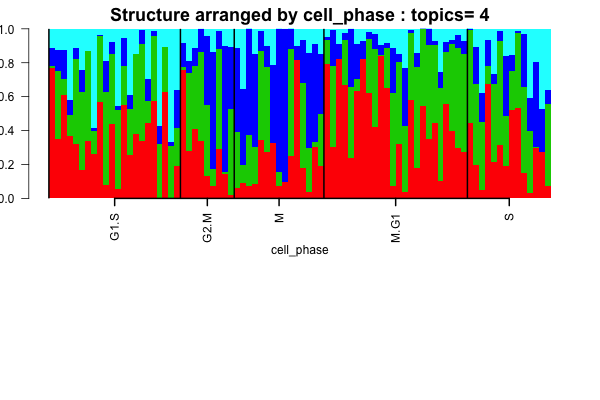 Structure arranged by cell_phase : topics= 4
1.0
0.8
0.6
0.4
0.2
0.0
G1.S
G2.M
M
M.G1
S
cell_phase